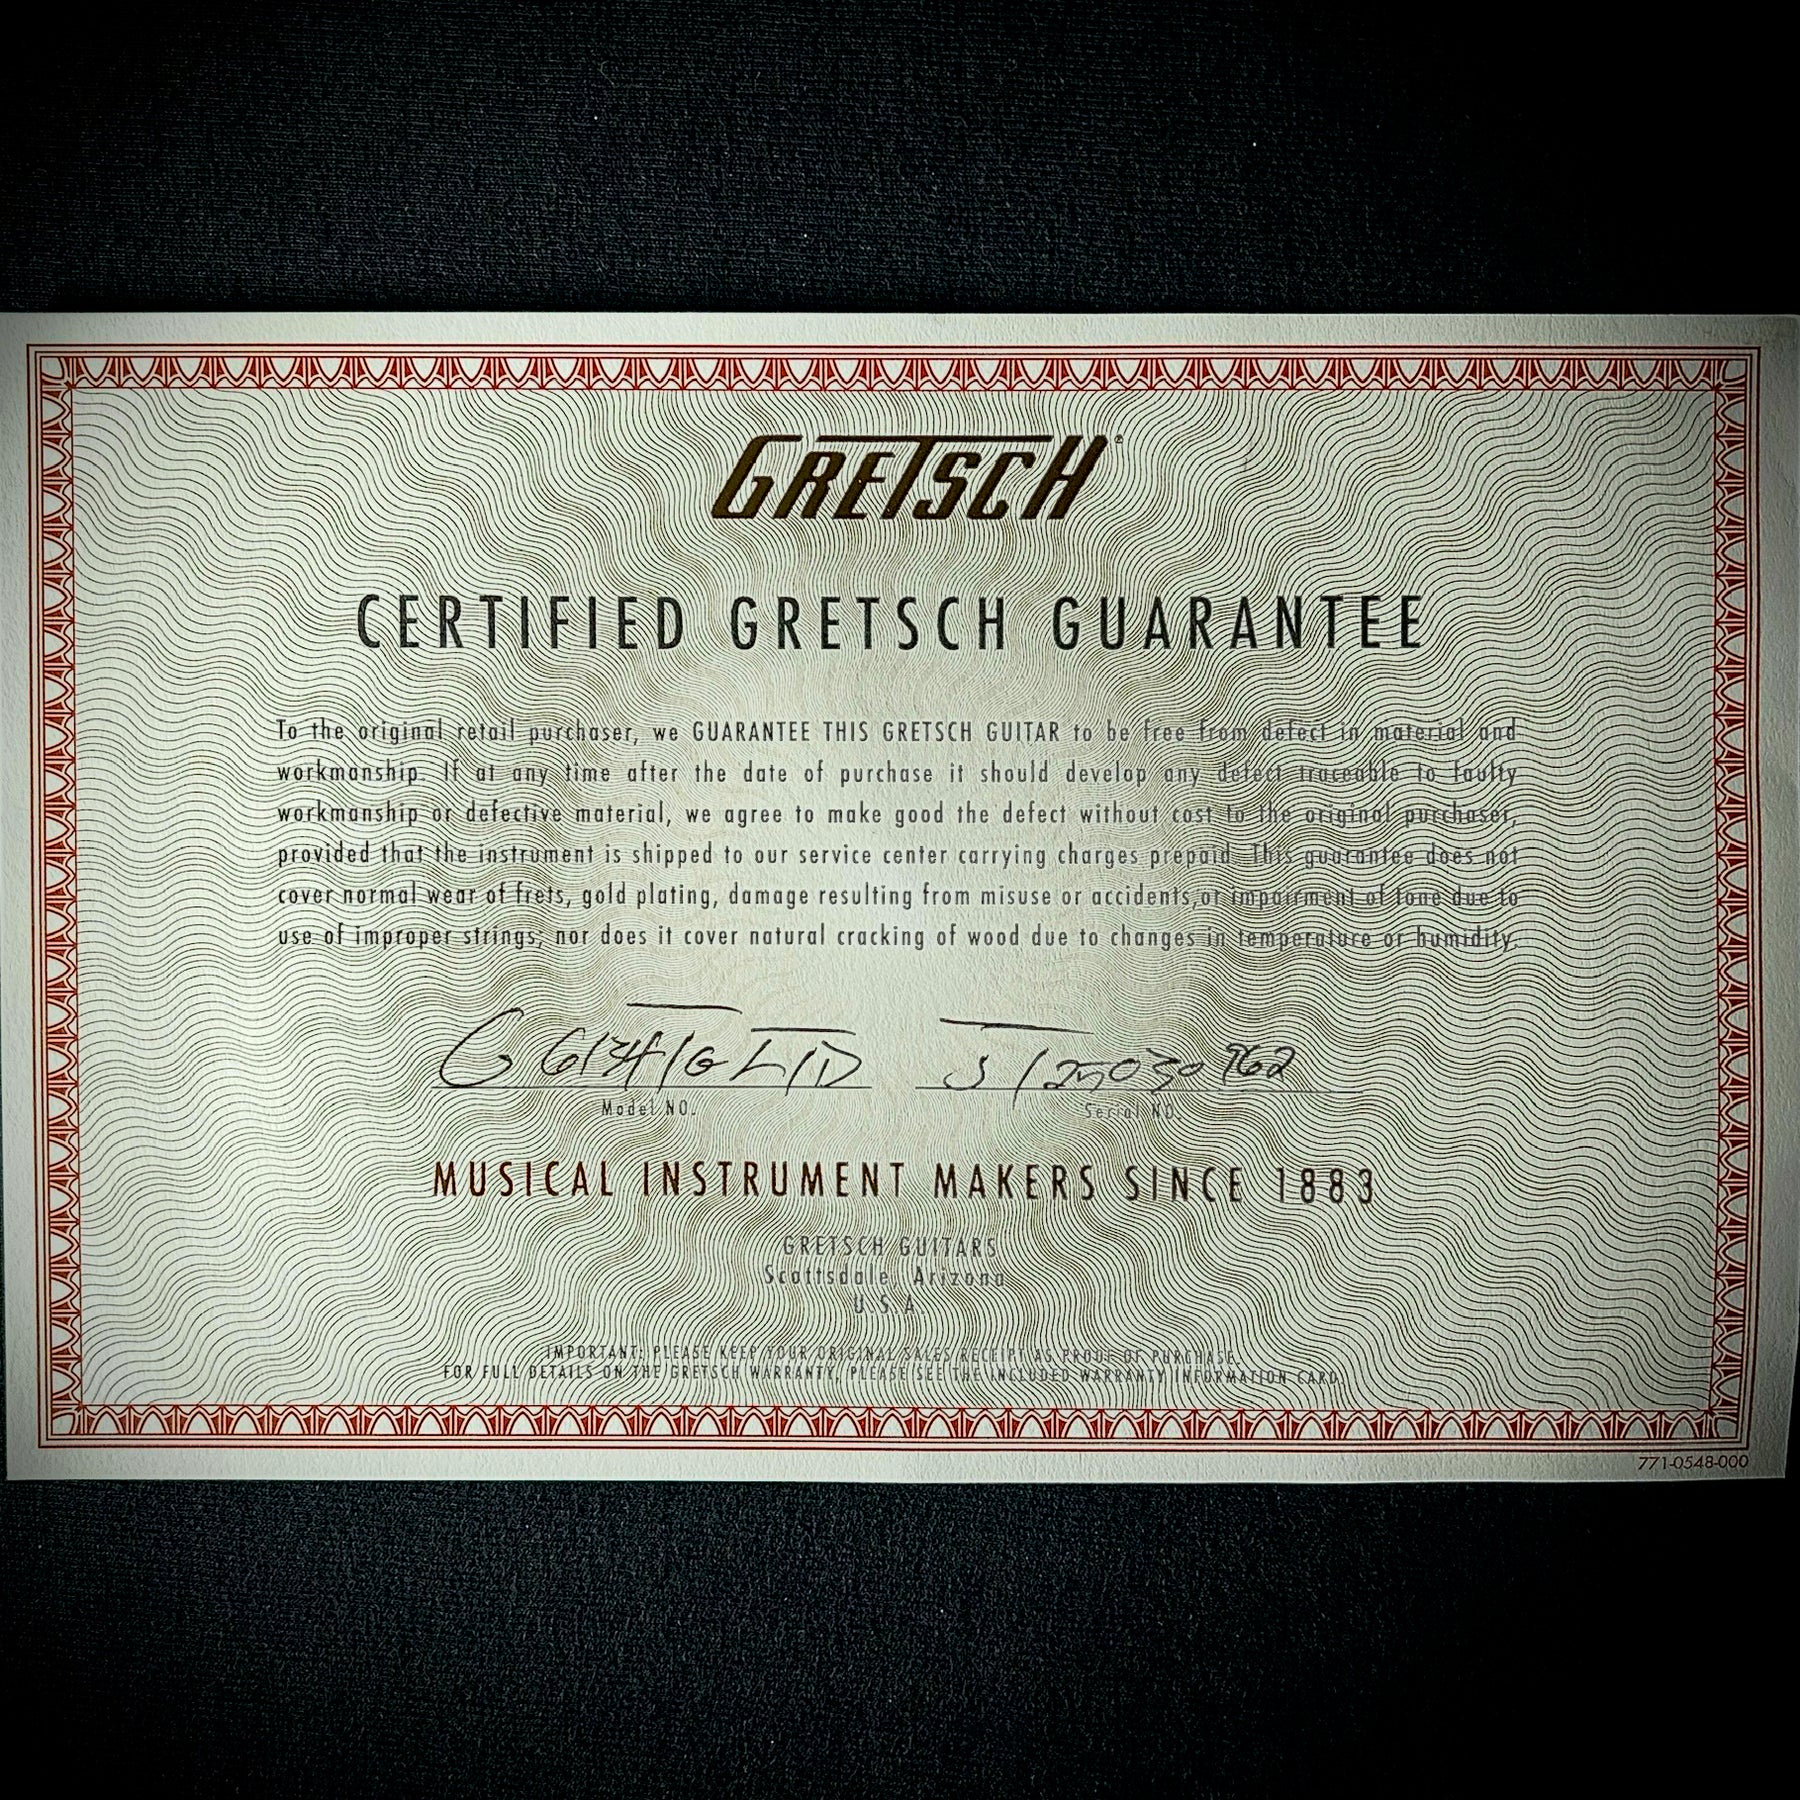 GRETSCH®
CERTIFIED GRETSCH GUARANTEE
To the original retail purchaser, we GUARANTEE THIS GRETSCH GUITAR to be free from defect in material and
workmanship. If at any time after the date of purchase it should develop any defect traceable to faulty
workmanship or defective material, we agree to make good the defect without cost to the original purchaser,
provided that the instrument is shipped to our service center carrying charges prepaid. This guarantee does not
cover normal wear of frets, gold plating, damage resulting from misuse or accidents,or impairment of tone due to
use of improper strings; nor does it cover natural cracking of wood due to changes in temperature or humidity.
G6134TGLTD JT25030762
Model NO. Serial NO.
MUSICAL INSTRUMENT MAKERS SINCE 1883
GRETSCH GUITARS
Scottsdale, Arizona
U.S.A.
IMPORTANT: PLEASE KEEP YOUR ORIGINAL SALES RECEIPT AS PROOF OF PURCHASE.
FOR FULL DETAILS ON THE GRETSCH WARRANTY, PLEASE SEE THE INCLUDED WARRANTY INFORMATION CARD.
771-0548-000